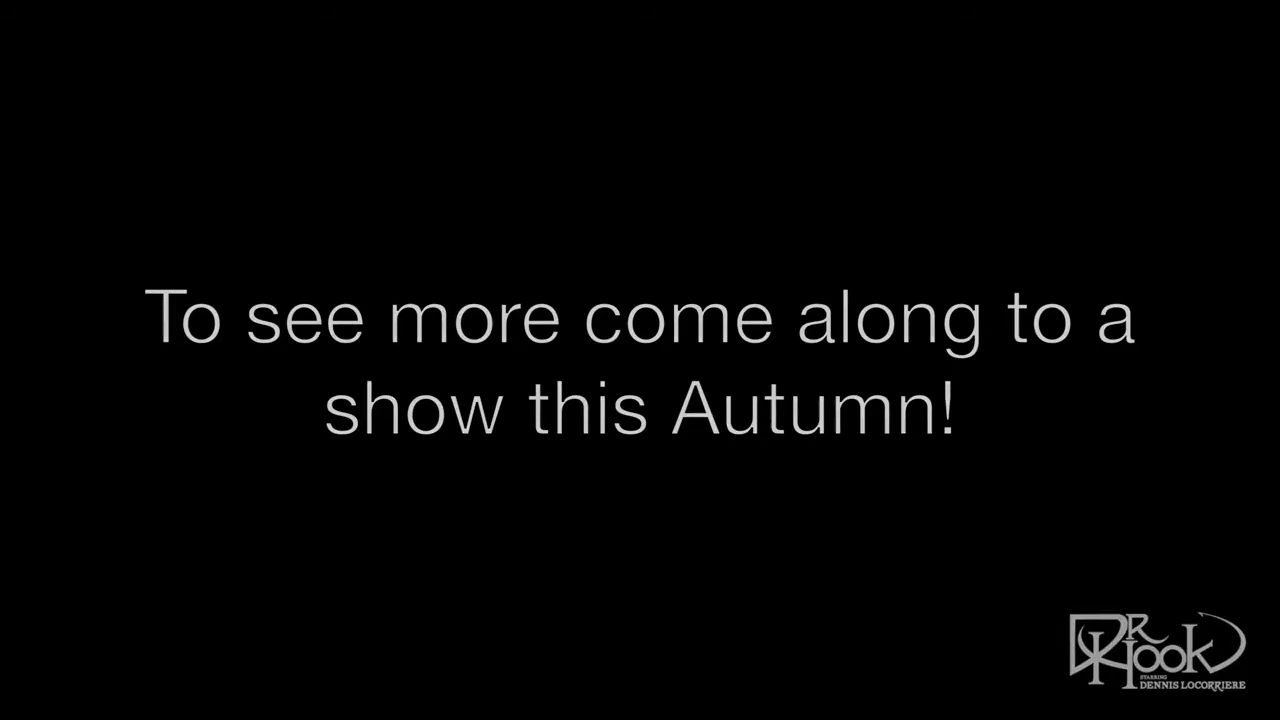 To see more come along to a
show this Autumn!
DR HOOK
STARRING
DENNIS LOCORRIERE